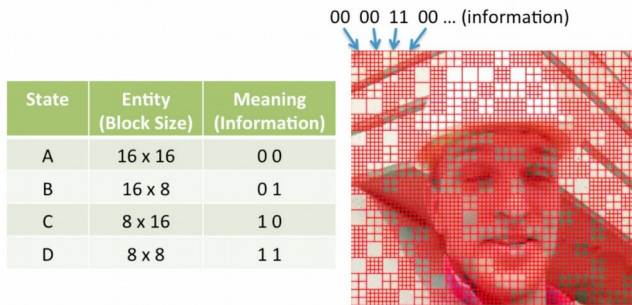 00 00 11 00 ... (information)
State Entity (Block Size) Meaning (Information)
A 16 x 16 0 0
B 16 x 8 0 1
C 8 x 16 1 0
D 8 x 8 1 1